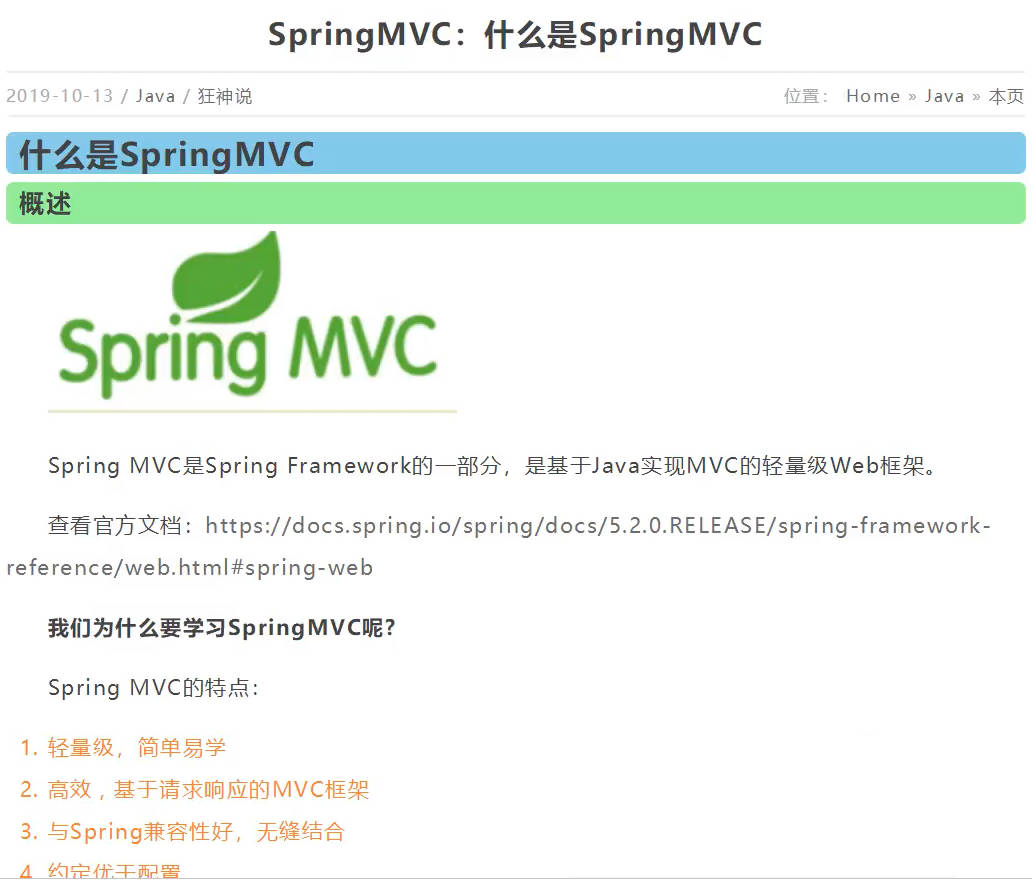 SpringMVC：什么是SpringMVC
2019-10-13 / Java / 狂神说
位置： Home » Java » 本页
什么是SpringMVC
概述
Spring MVC
Spring MVC是Spring Framework的一部分，是基于Java实现MVC的轻量级Web框架。
查看官方文档：https://docs.spring.io/spring/docs/5.2.0.RELEASE/spring-framework-
reference/web.html#spring-web
我们为什么要学习SpringMVC呢?
Spring MVC的特点：
1. 轻量级，简单易学
2. 高效 , 基于请求响应的MVC框架
3. 与Spring兼容性好，无缝结合
4. 约定优于配置